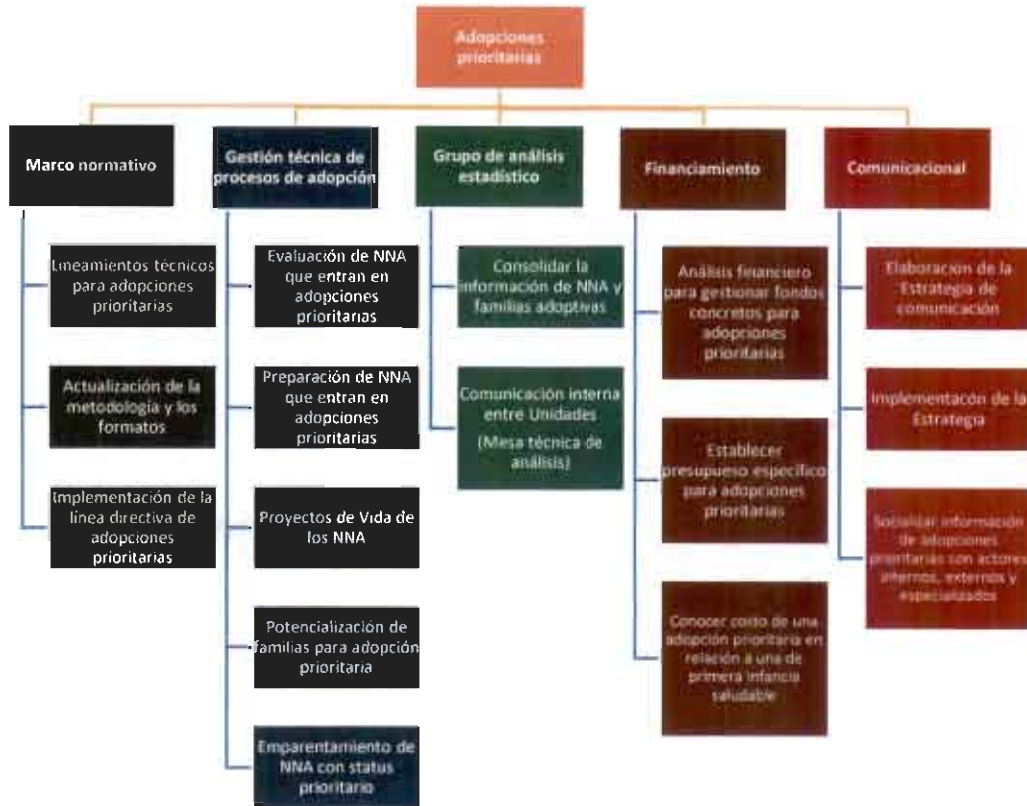 Adopciones
prioritarias
Marco normativo
Lineamientos técnicos
para adopciones
prioritarias
Actualización de la
metodología y los
formatos
Implementación de la
línea directiva de
adopciones
prioritarias
Gestión técnica de
procesos de adopción
Evaluación de NNA
que entran en
adopciones
prioritarias
Preparación de NNA
que entran en
adopciones
prioritarias
Proyectos de Vida de
los NNA
Potencialización de
familias para adopción
prioritaria
Emparentamiento de
NNA con status
prioritario
Grupo de análisis
estadístico
Consolidar la
información de NNA y
familias adoptivas
Comunicación interna
entre Unidades
(Mesa técnica de
análisis)
Financiamiento
Análisis financiero
para gestionar fondos
concretos para
adopciones
prioritarias
Establecer
presupueso específico
para adopciones
prioritarias
Conocer costo de una
adopción prioritaria en
relación a una de
primera infancia
saludable
Comunicacional
Elaboración de la
Estrategia de
comunicación
Implementacón de la
Estrategia
Socializar información
de adopciones
prioritarias con actores
internos, externos y
especializados